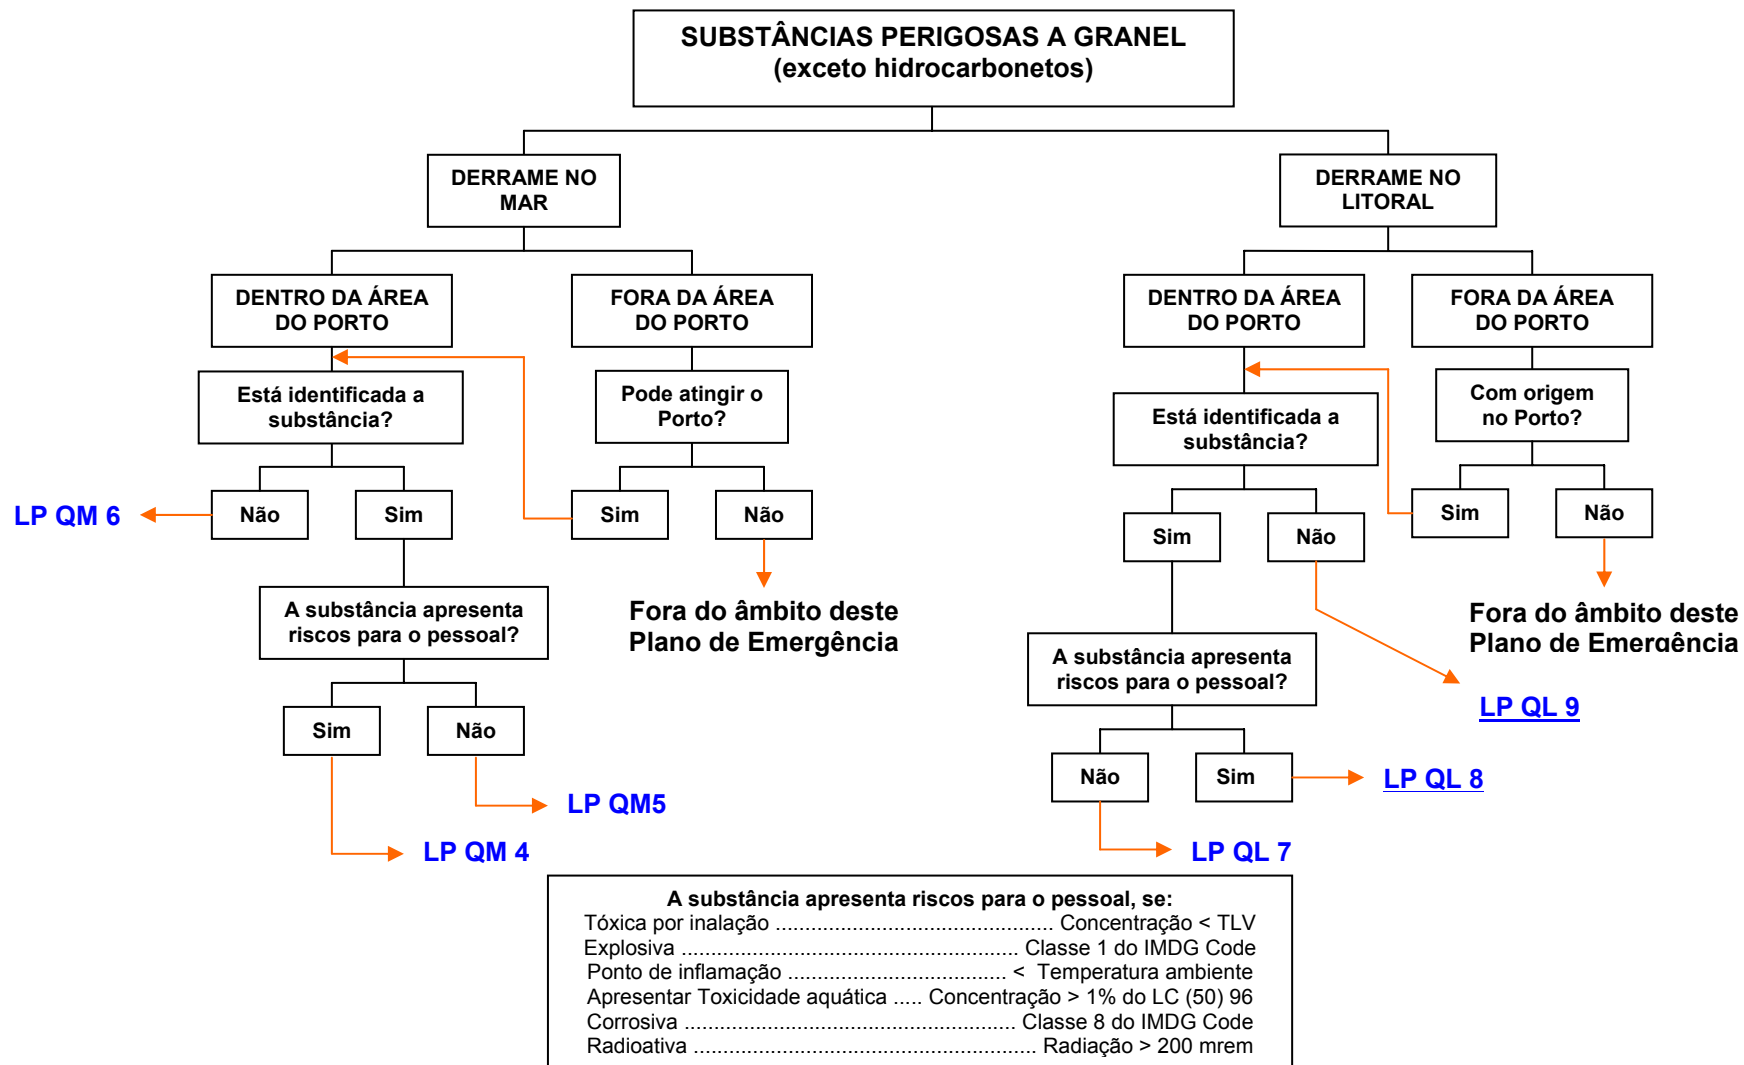 SUBSTÂNCIAS PERIGOSAS A GRANEL
(exceto hidrocarbonetos)
DERRAME NO
MAR
DERRAME NO
LITORAL
DENTRO DA ÁREA
DO PORTO
FORA DA ÁREA
DO PORTO
DENTRO DA ÁREA
DO PORTO
FORA DA ÁREA
DO PORTO
Está identificada a
substância?
Pode atingir o
Porto?
Está identificada a
substância?
Com origem
no Porto?
LP QM 6
Não
Sim
Sim
Não
Sim
Não
Sim
Não
A substância apresenta
riscos para o pessoal?
Fora do âmbito deste
Plano de Emergência
A substância apresenta
riscos para o pessoal?
Fora do âmbito deste
Plano de Emergência
Sim
Não
LP QL 9
Não
Sim
LP QL 8
LP QM5
LP QM 4
LP QL 7
A substância apresenta riscos para o pessoal, se:
Tóxica por inalação ............................................... Concentração < TLV
Explosiva ......................................................... Classe 1 do IMDG Code
Ponto de inflamação ..................................... < Temperatura ambiente
Apresentar Toxicidade aquática ..... Concentração > 1% do LC (50) 96
Corrosiva ........................................................ Classe 8 do IMDG Code
Radioativa .......................................................... Radiação > 200 mrem